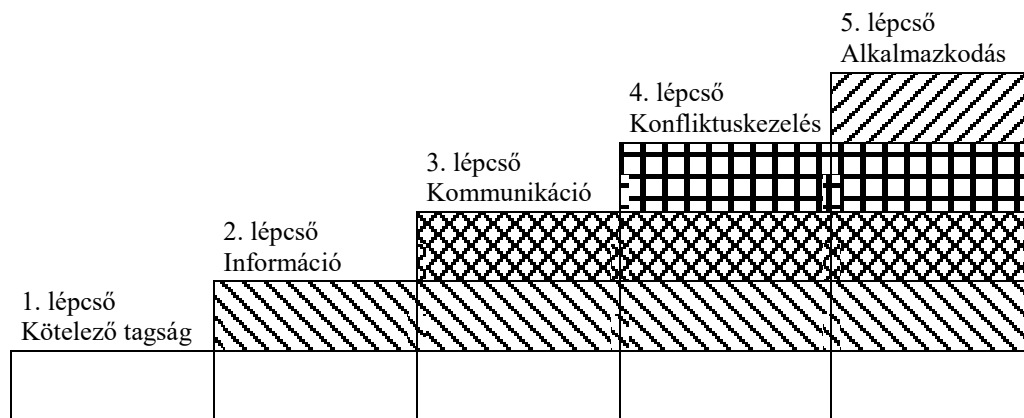 1. lépcső
Kötelező tagság
2. lépcső
Információ
3. lépcső
Kommunikáció
4. lépcső
Konfliktuskezelés
5. lépcső
Alkalmazkodás